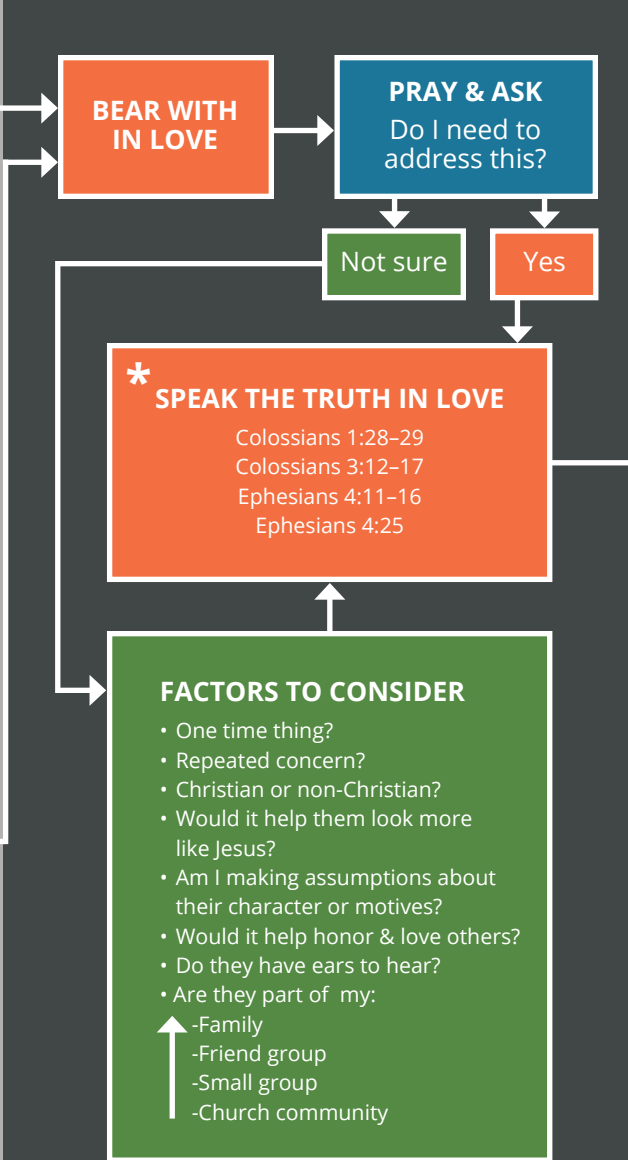 BEAR WITH
IN LOVE
PRAY & ASK
Do I need to
address this?
Not sure
Yes
*
SPEAK THE TRUTH IN LOVE
Colossians 1:28–29
Colossians 3:12–17
Ephesians 4:11–16
Ephesians 4:25
FACTORS TO CONSIDER
• One time thing?
• Repeated concern?
• Christian or non-Christian?
• Would it help them look more
like Jesus?
• Am I making assumptions about
their character or motives?
• Would it help honor & love others?
• Do they have ears to hear?
• Are they part of  my:
-Family
-Friend group
-Small group
-Church community